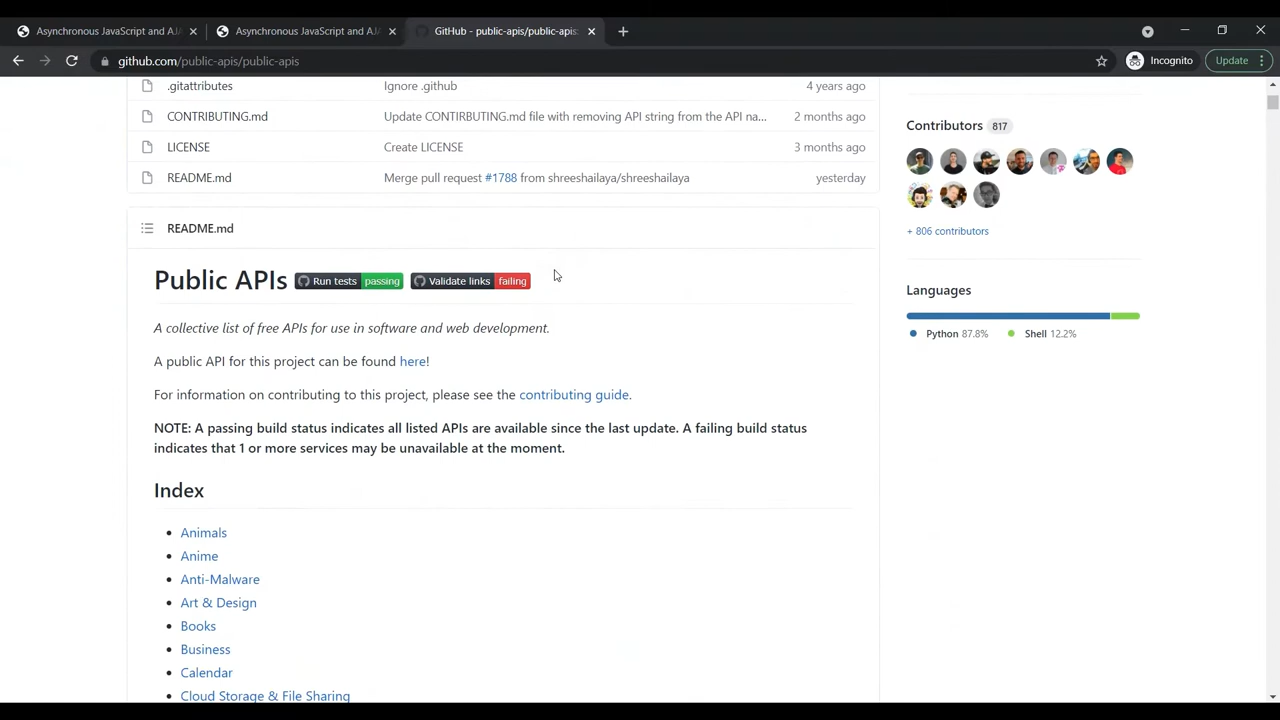 Asynchronous JavaScript and AJA
Asynchronous JavaScript and AJA
GitHub - public-apis/public-apis:
github.com/public-apis/public-apis
Incognito
Update
.gitattributes
Ignore .github
4 years ago
CONTRIBUTING.md
Update CONTIRBUTING.md file with removing API string from the API na...
2 months ago
LICENSE
Create LICENSE
3 months ago
README.md
Merge pull request #1788 from shreeshailaya/shreeshailaya
yesterday
README.md
Public APIs
Run tests passing
Validate links failing
A collective list of free APIs for use in software and web development.
A public API for this project can be found here!
For information on contributing to this project, please see the contributing guide.
NOTE: A passing build status indicates all listed APIs are available since the last update. A failing build status
indicates that 1 or more services may be unavailable at the moment.
Index
Animals
Anime
Anti-Malware
Art & Design
Books
Business
Calendar
Cloud Storage & File Sharing
Contributors 817
+ 806 contributors
Languages
Python 87.8%
Shell 12.2%